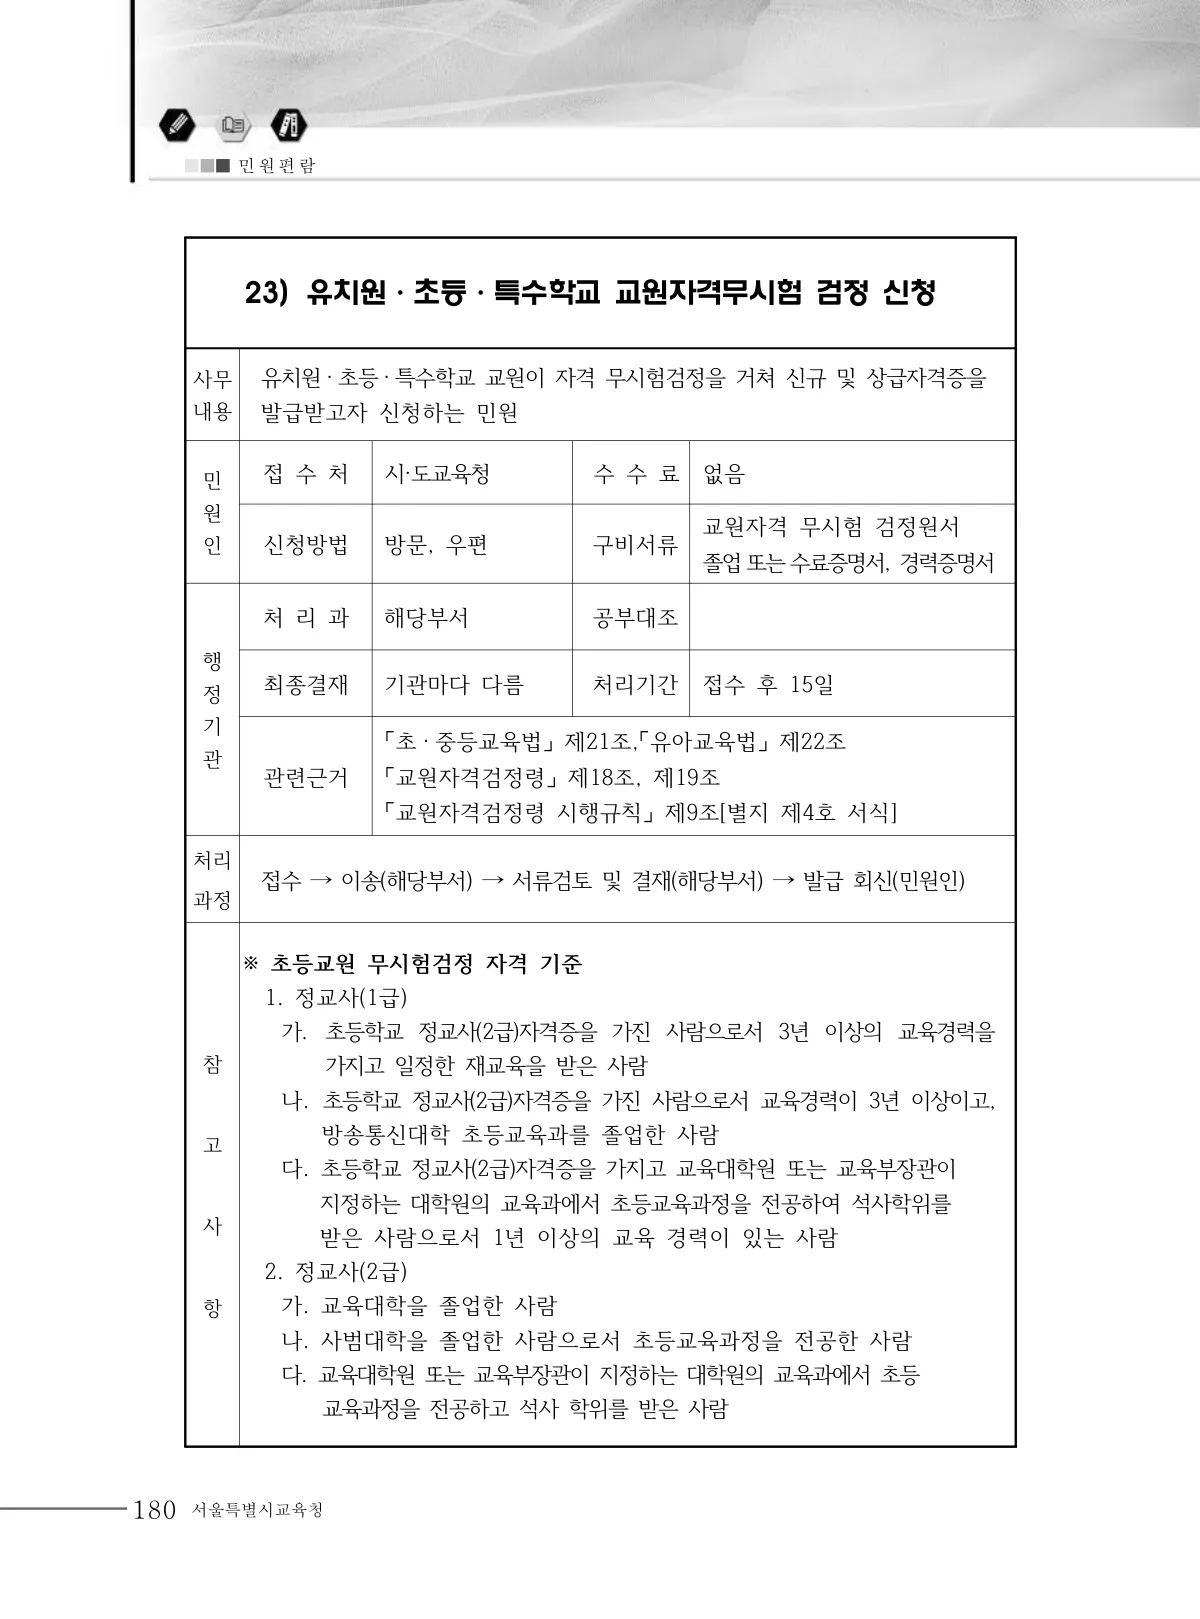 민원편람
23) 유치원·초등·특수학교 교원자격무시험 검정 신청
사무
내용
유치원·초등·특수학교 교원이 자격 무시험검정을 거쳐 신규 및 상급자격증을
발급받고자 신청하는 민원
민
원
인
접 수 처
시·도교육청
수 수 료
없음
신청방법
방문, 우편
구비서류
교원자격 무시험 검정원서
졸업 또는 수료증명서, 경력증명서
행
정
기
관
처 리 과
해당부서
공부대조
최종결재
기관마다 다름
처리기간
접수 후 15일
관련근거
「초·중등교육법」제21조,「유아교육법」제22조
「교원자격검정령」제18조, 제19조
「교원자격검정령 시행규칙」제9조[별지 제4호 서식]
처리
과정
접수 → 이송(해당부서) → 서류검토 및 결재(해당부서) → 발급 회신(민원인)
참
고
사
항
※ 초등교원 무시험검정 자격 기준
1. 정교사(1급)
가. 초등학교 정교사(2급)자격증을 가진 사람으로서 3년 이상의 교육경력을
가지고 일정한 재교육을 받은 사람
나. 초등학교 정교사(2급)자격증을 가진 사람으로서 교육경력이 3년 이상이고,
방송통신대학 초등교육과를 졸업한 사람
다. 초등학교 정교사(2급)자격증을 가지고 교육대학원 또는 교육부장관이
지정하는 대학원의 교육과에서 초등교육과정을 전공하여 석사학위를
받은 사람으로서 1년 이상의 교육 경력이 있는 사람
2. 정교사(2급)
가. 교육대학을 졸업한 사람
나. 사범대학을 졸업한 사람으로서 초등교육과정을 전공한 사람
다. 교육대학원 또는 교육부장관이 지정하는 대학원의 교육과에서 초등
교육과정을 전공하고 석사 학위를 받은 사람
180 서울특별시교육청